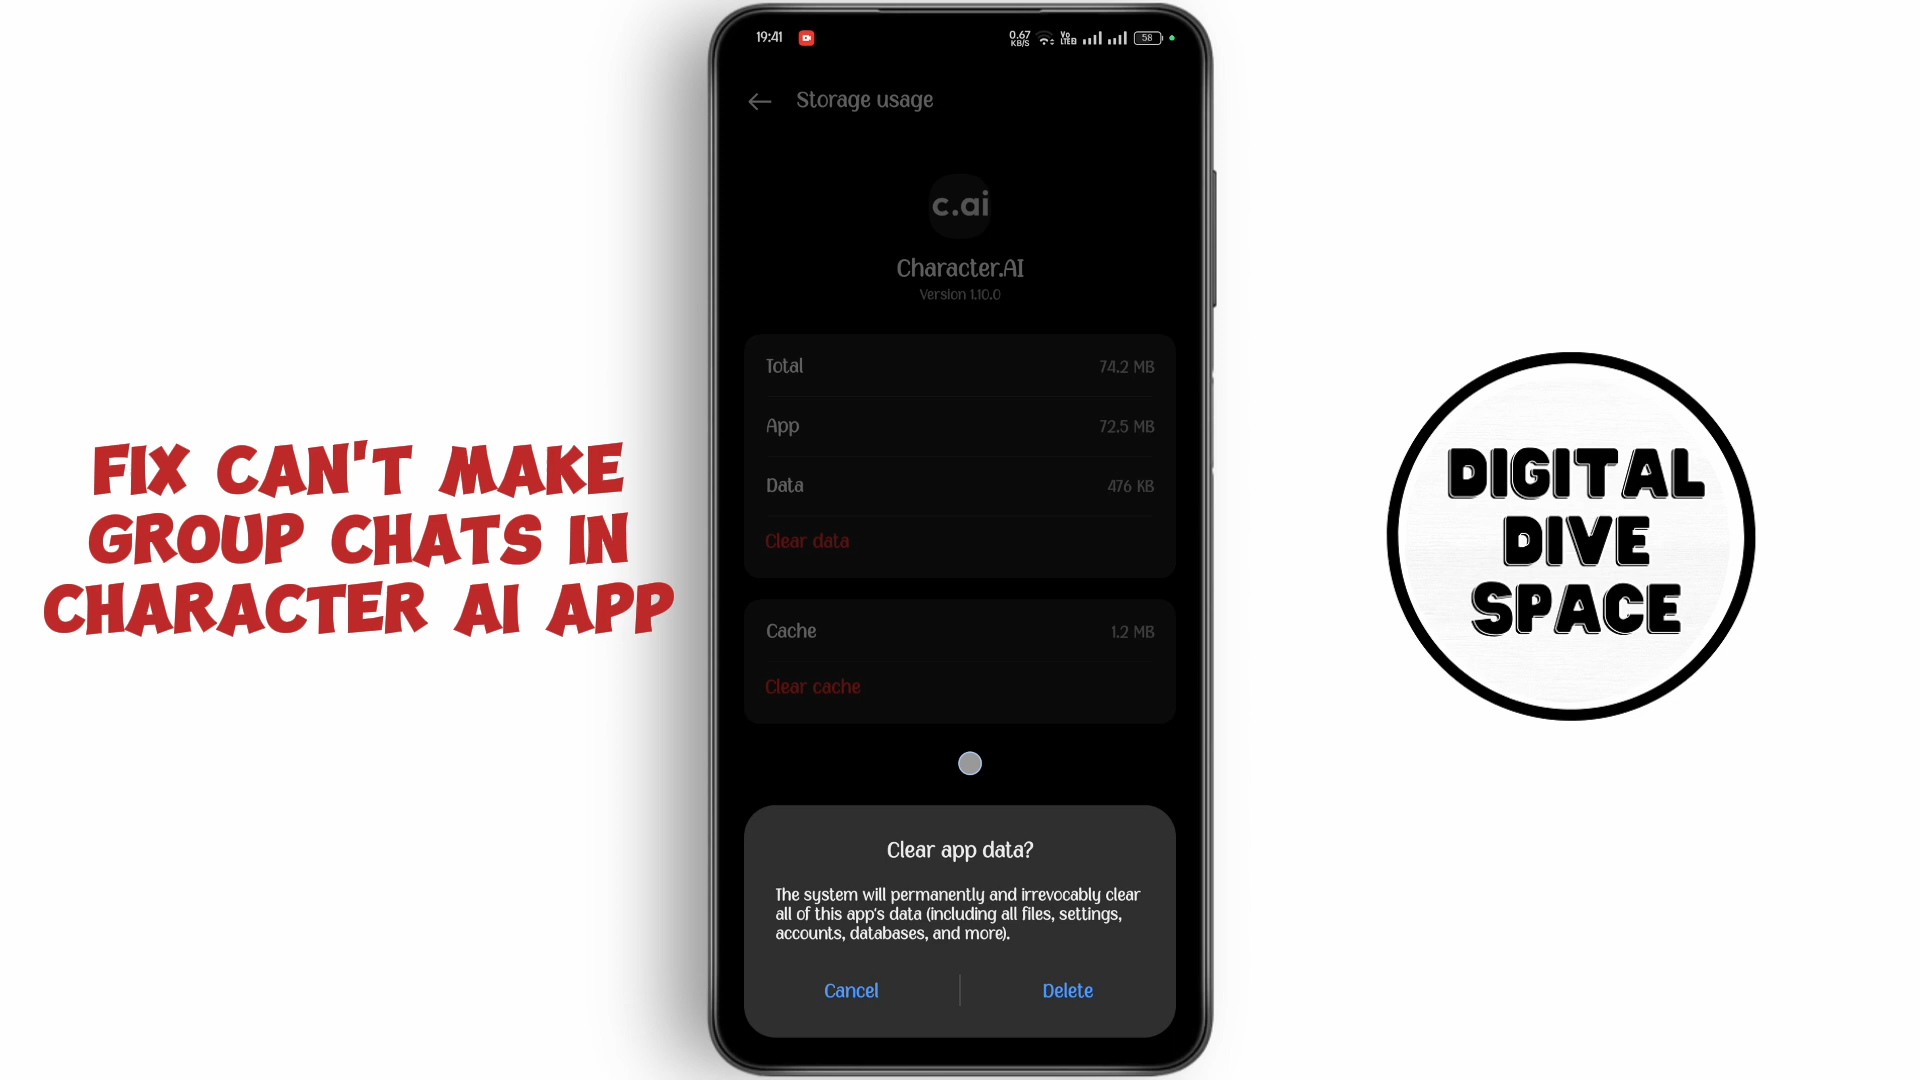 19:41
0.67
KB/S
Vo
LTE2
58
Storage usage
c.ai
Character.AI
Version 1.10.0
Total
74.2 MB
App
72.5 MB
Data
476 KB
Clear data
Cache
1.2 MB
Clear cache
Clear app data?
The system will permanently and irrevocably clear
all of this app's data (including all files, settings,
accounts, databases, and more).
Cancel
Delete
FIX CAN'T MAKE
GROUP CHATS IN
CHARACTER AI APP
DIGITAL
DIVE
SPACE